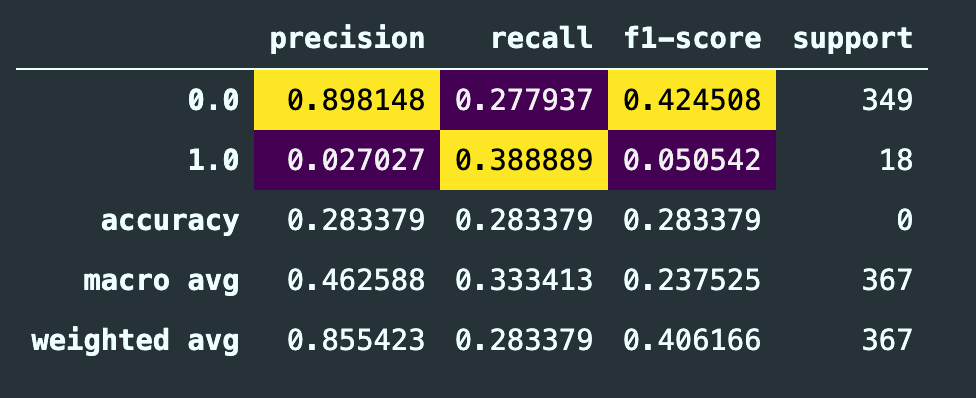 precision recall f1-score support
0.0 0.898148 0.277937 0.424508 349
1.0 0.027027 0.388889 0.050542 18
accuracy 0.283379 0.283379 0.283379 0
macro avg 0.462588 0.333413 0.237525 367
weighted avg 0.855423 0.283379 0.406166 367